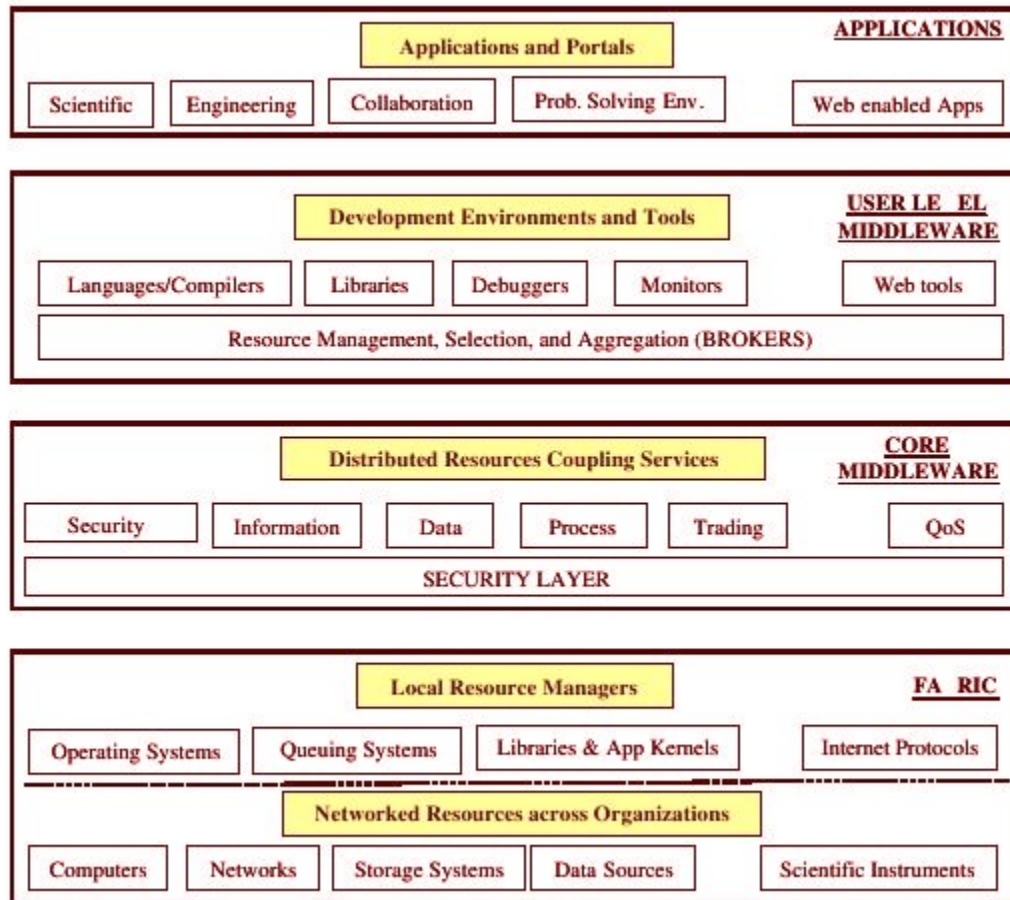 APPLICATIONS
Applications and Portals
Scientific
Engineering
Collaboration
Prob. Solving Env.
Web enabled Apps
USER LE EL
MIDDLEWARE
Development Environments and Tools
Languages/Compilers
Libraries
Debuggers
Monitors
Web tools
Resource Management, Selection, and Aggregation (BROKERS)
CORE
MIDDLEWARE
Distributed Resources Coupling Services
Security
Information
Data
Process
Trading
QoS
SECURITY LAYER
FA RIC
Local Resource Managers
Operating Systems
Queuing Systems
Libraries & App Kernels
Internet Protocols
Networked Resources across Organizations
Computers
Networks
Storage Systems
Data Sources
Scientific Instruments